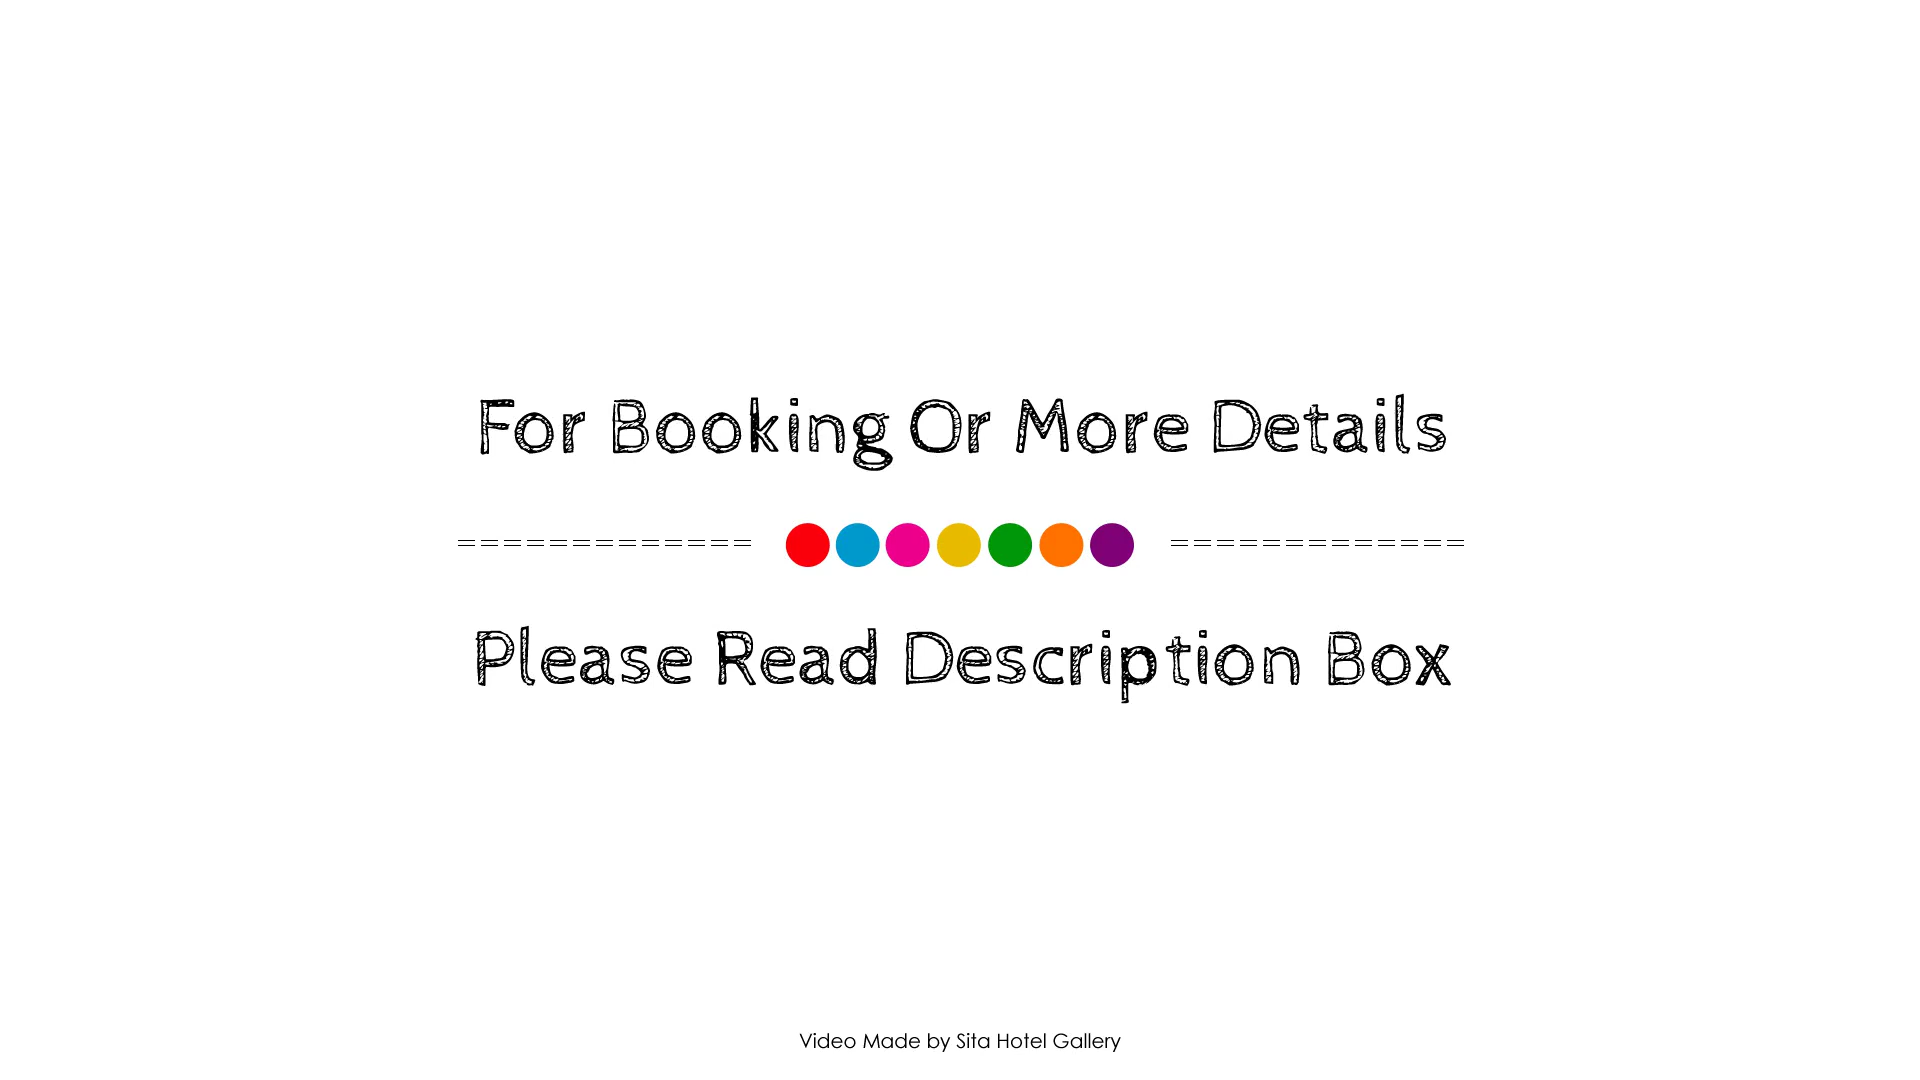 For Booking Or More Details
============= =============
Please Read Description Box
Video Made by Sita Hotel Gallery